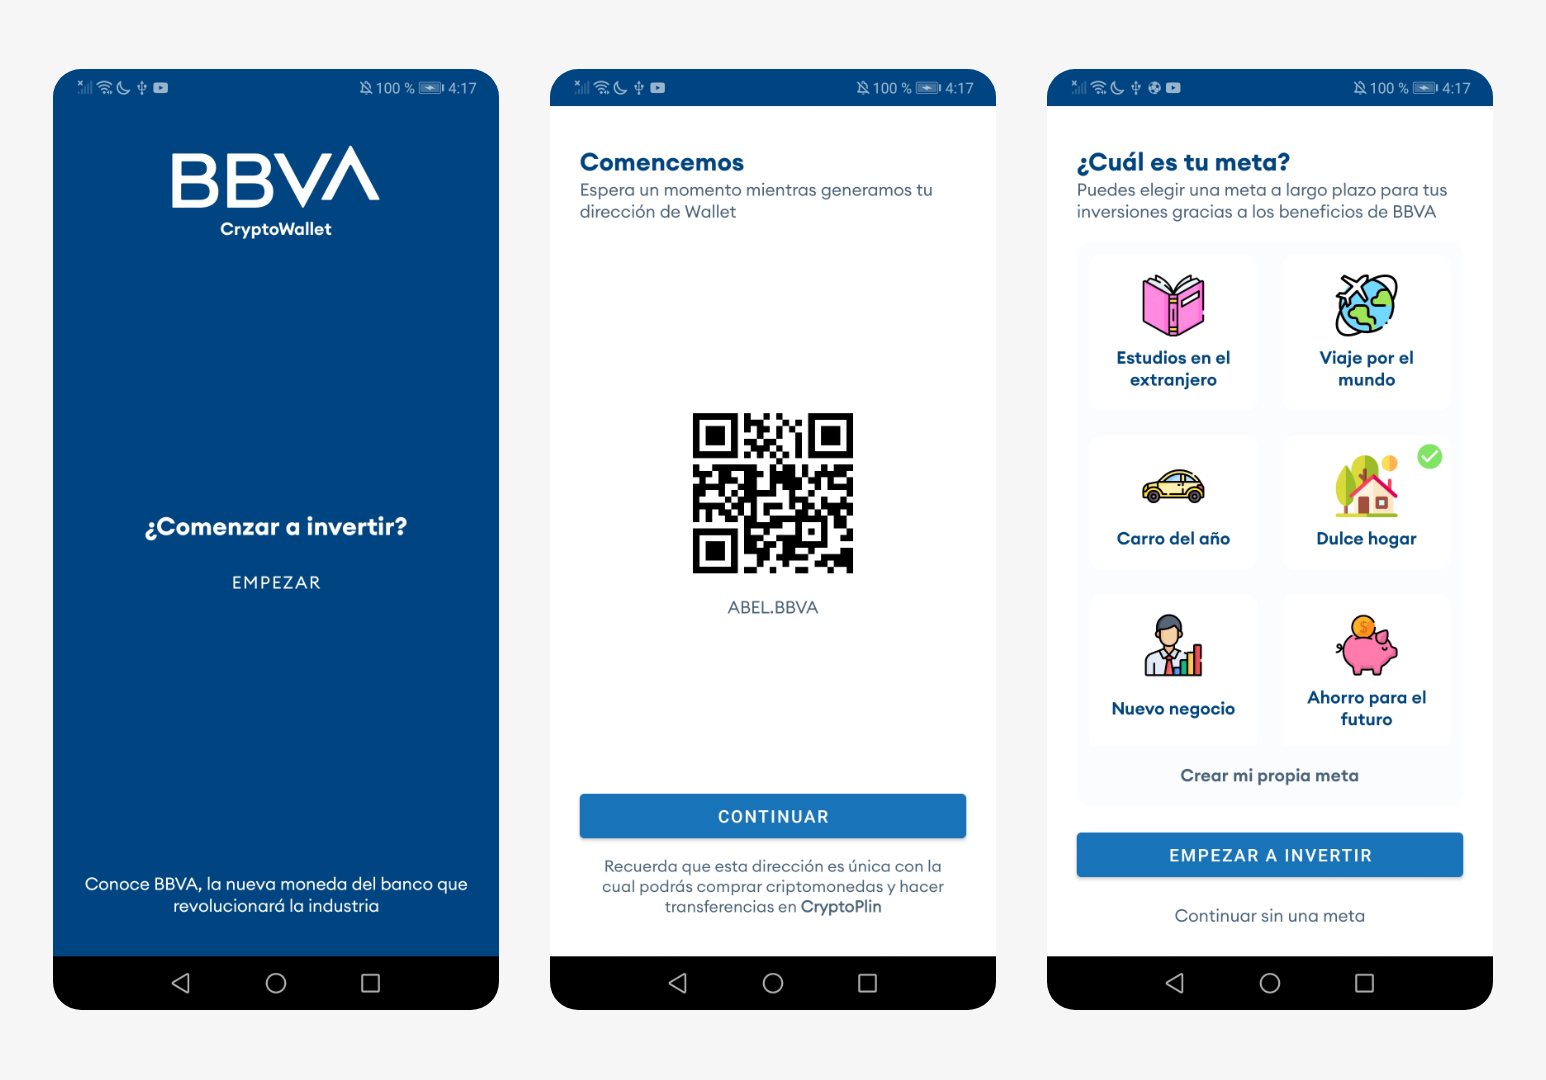 100 % 4:17
BBVA
CryptoWallet
¿Comenzar a invertir?
EMPEZAR
Conoce BBVA, la nueva moneda del banco que
revolucionará la industria
100 % 4:17
Comencemos
Espera un momento mientras generamos tu
dirección de Wallet
ABEL.BBVA
CONTINUAR
Recuerda que esta dirección es única con la
cual podrás comprar criptomonedas y hacer
transferencias en CryptoPlin
100 % 4:17
¿Cuál es tu meta?
Puedes elegir una meta a largo plazo para tus
inversiones gracias a los beneficios de BBVA
Estudios en el
extranjero
Viaje por el
mundo
Carro del año
Dulce hogar
Nuevo negocio
Ahorro para el
futuro
Crear mi propia meta
EMPEZAR A INVERTIR
Continuar sin una meta